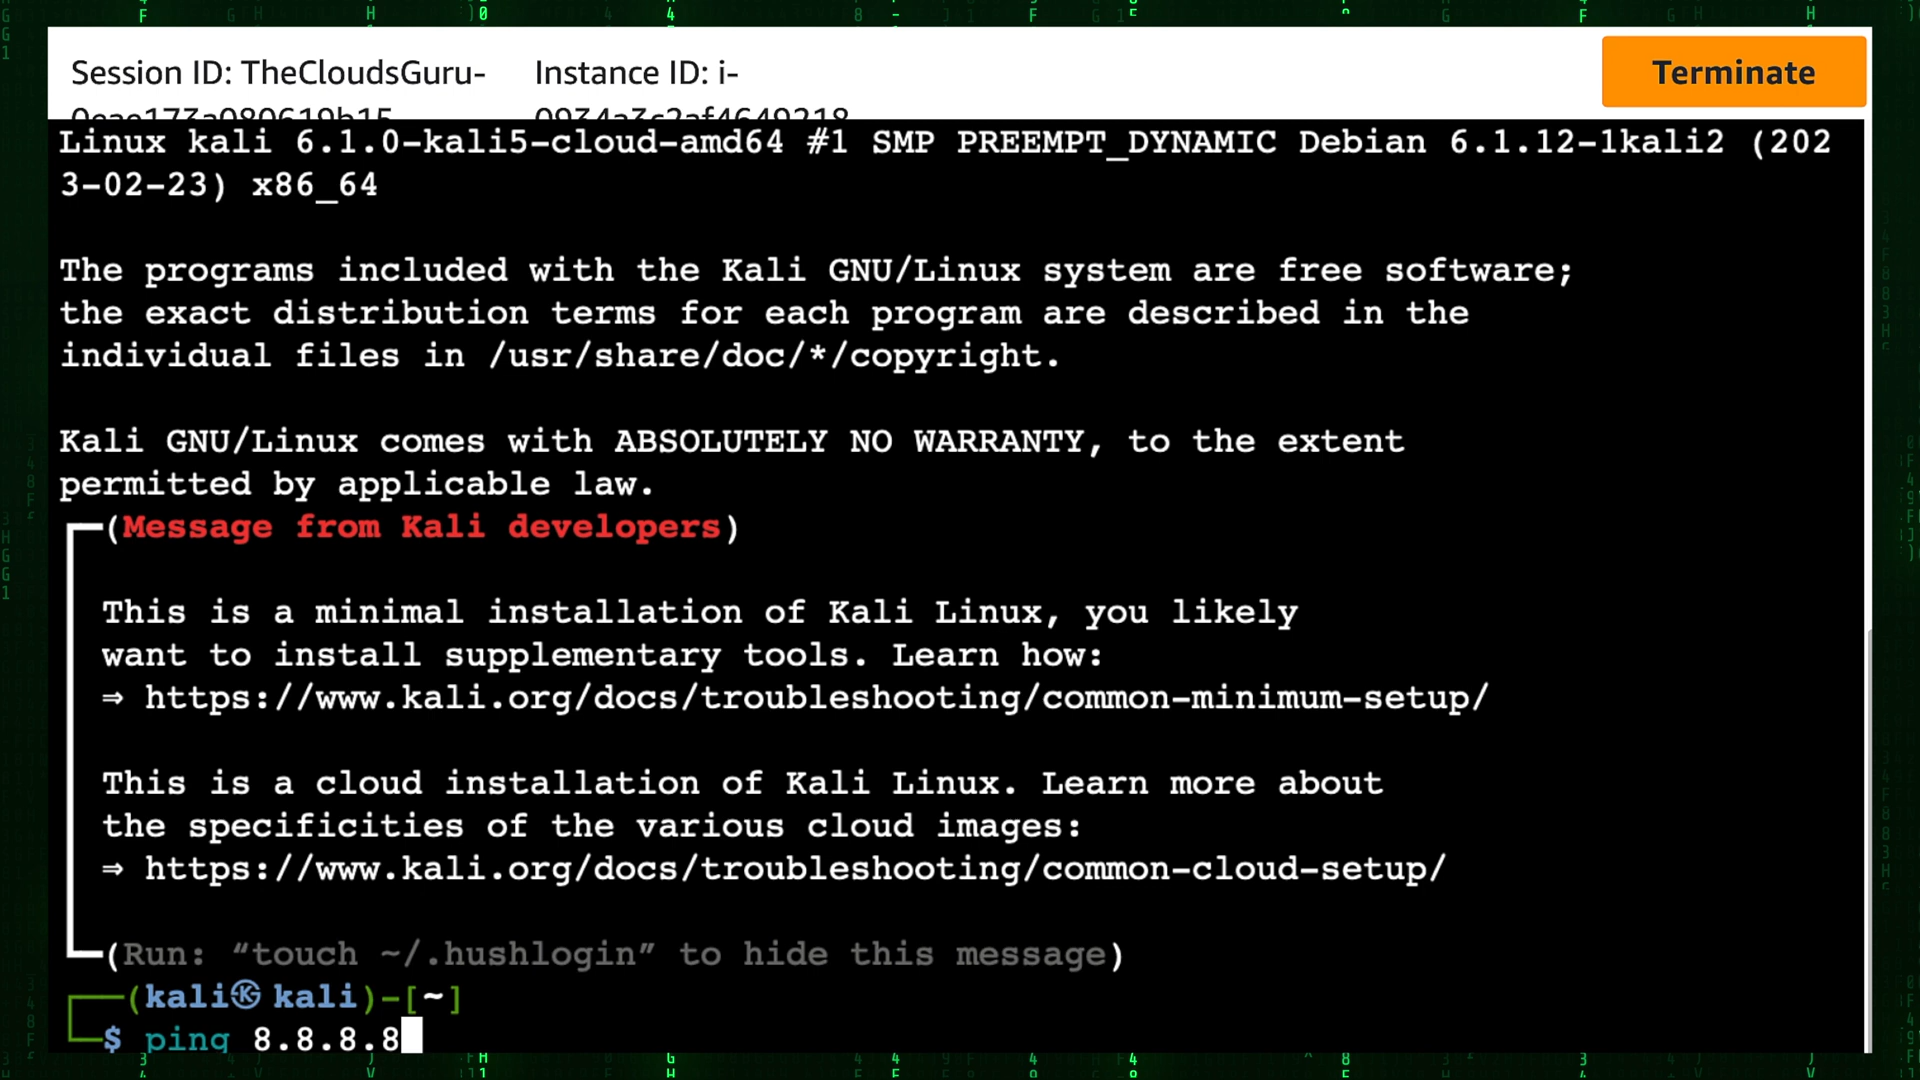 Session ID: TheCloudsGuru-
0eae173a080619b15
Instance ID: i-
0934a3c2af4649218
Terminate
Linux kali 6.1.0-kali5-cloud-amd64 #1 SMP PREEMPT_DYNAMIC Debian 6.1.12-1kali2 (202
3-02-23) x86_64
The programs included with the Kali GNU/Linux system are free software;
the exact distribution terms for each program are described in the
individual files in /usr/share/doc/*/copyright.
Kali GNU/Linux comes with ABSOLUTELY NO WARRANTY, to the extent
permitted by applicable law.
(Message from Kali developers)
This is a minimal installation of Kali Linux, you likely
want to install supplementary tools. Learn how:
⇒ https://www.kali.org/docs/troubleshooting/common-minimum-setup/
This is a cloud installation of Kali Linux. Learn more about
the specificities of the various cloud images:
⇒ https://www.kali.org/docs/troubleshooting/common-cloud-setup/
(Run: “touch ~/.hushlogin” to hide this message)
(kali㉿kali)-[~]
$ ping 8.8.8.8